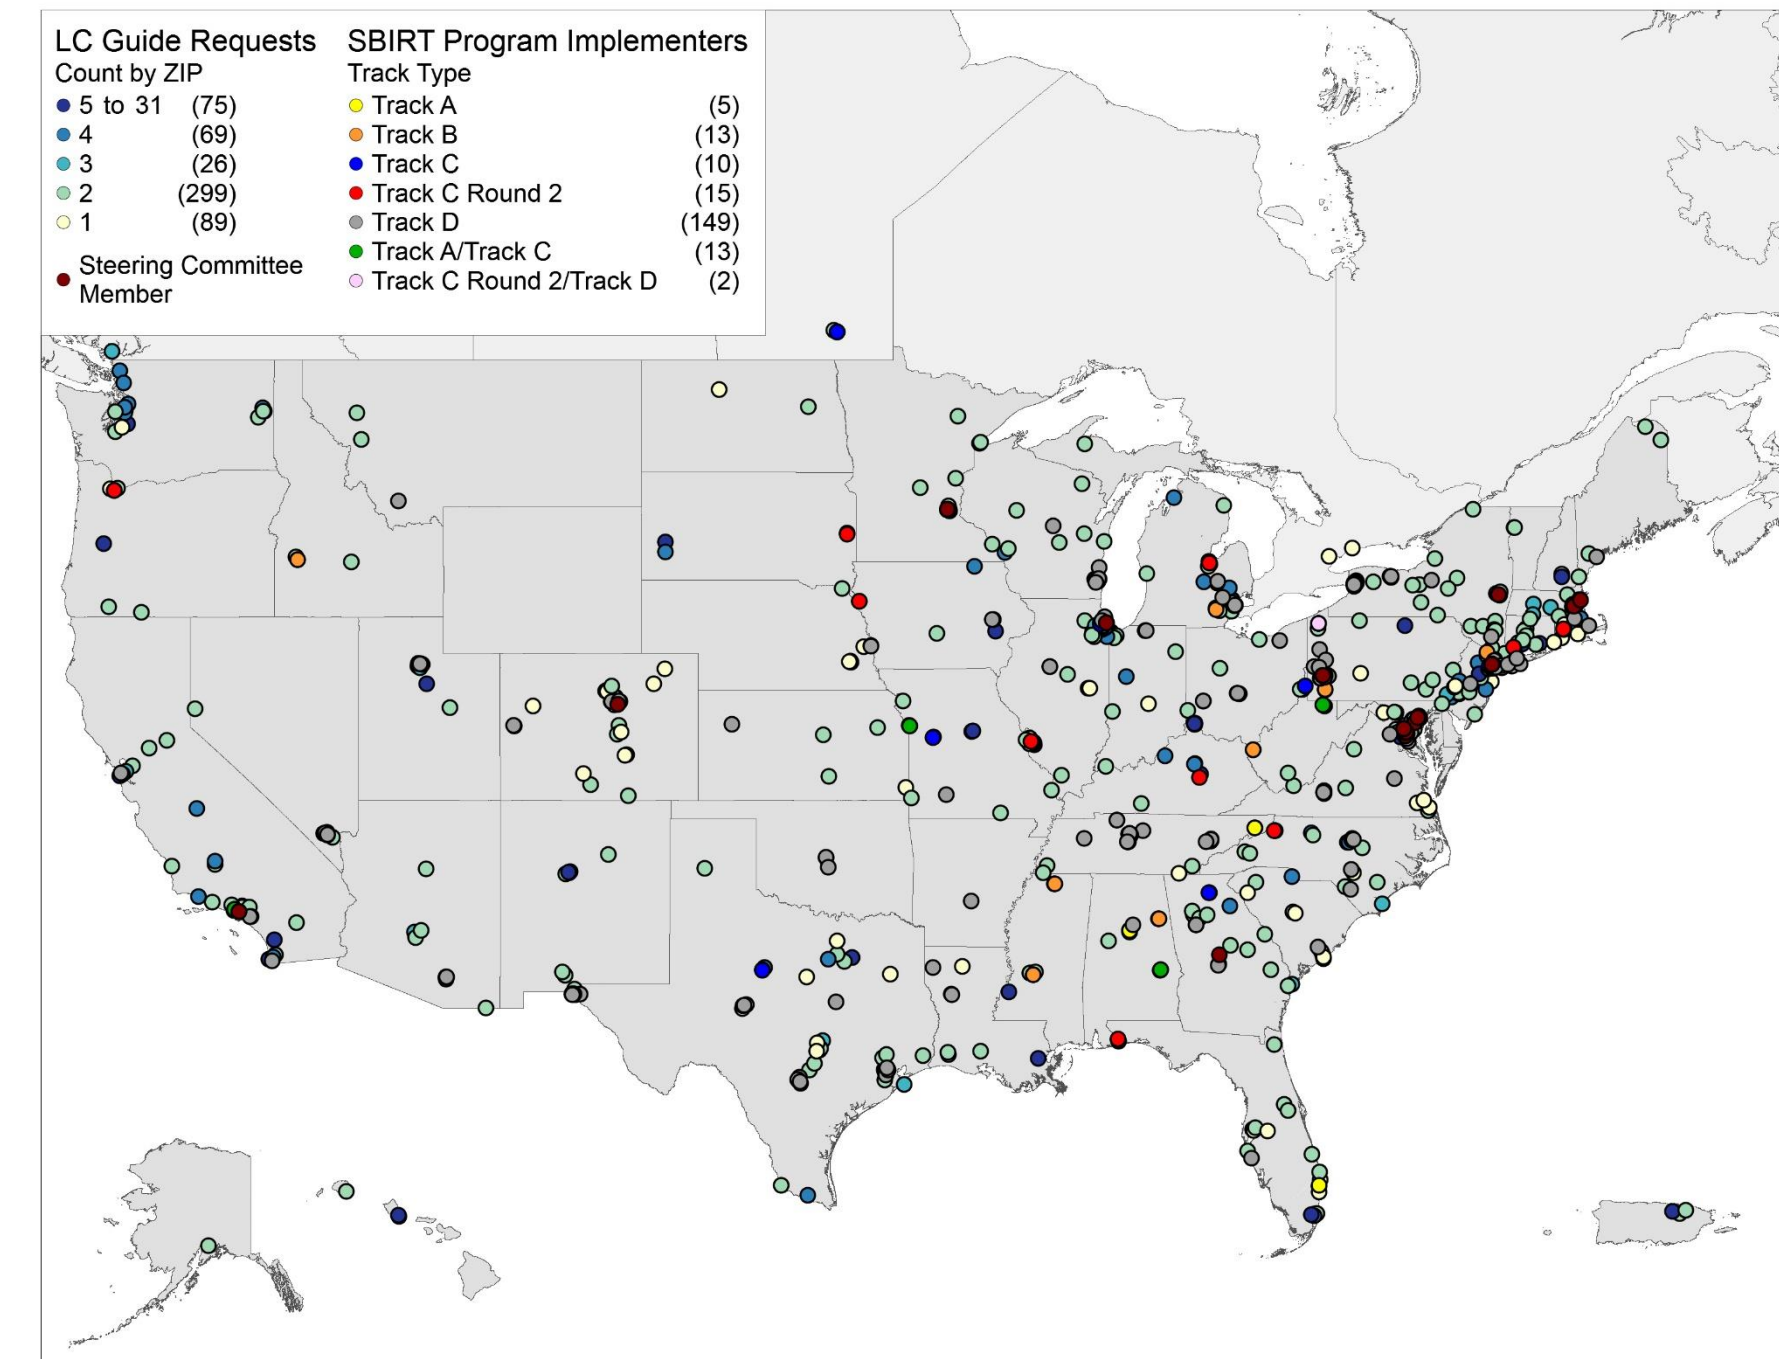 LC Guide Requests
Count by ZIP
5 to 31 (75)
4 (69)
3 (26)
2 (299)
1 (89)
Steering Committee
Member
SBIRT Program Implementers
Track Type
Track A (5)
Track B (13)
Track C (10)
Track C Round 2 (15)
Track D (149)
Track A/Track C (13)
Track C Round 2/Track D (2)